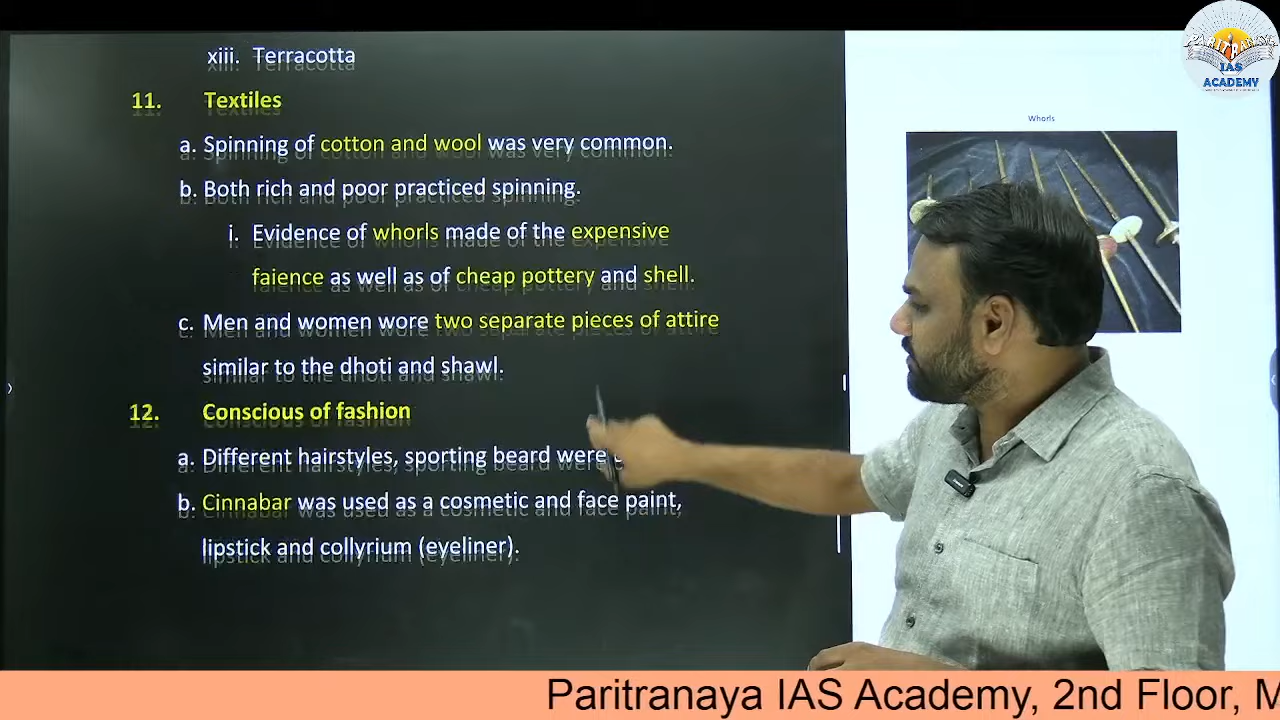 xiii. Terracotta
11. Textiles
a. Spinning of cotton and wool was very common.
b. Both rich and poor practiced spinning.
i. Evidence of whorls made of the expensive
faience as well as of cheap pottery and shell.
c. Men and women wore two separate pieces of attire
similar to the dhoti and shawl.
12. Conscious of fashion
a. Different hairstyles, sporting beard were
b. Cinnabar was used as a cosmetic and face paint,
lipstick and collyrium (eyeliner).
Whorls
PARITRANAYA
IAS
ACADEMY
Paritranaya IAS Academy, 2nd Floor, M